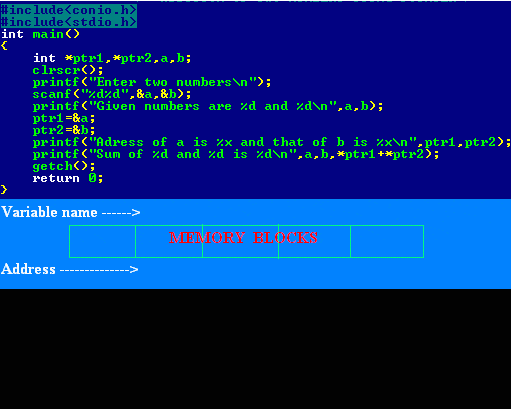 #include<conio.h>
#include<stdio.h>
int main()
{
int *ptr1,*ptr2,a,b;
clrscr();
printf("Enter two numbers\n");
scanf("%d%d",&a,&b);
printf("Given numbers are %d and %d\n",a,b);
ptr1=&a;
ptr2=&b;
printf("Adress of a is %x and that of b is %x\n",ptr1,ptr2);
printf("Sum of %d and %d is %d\n",a,b,*ptr1+*ptr2);
getch();
return 0;
}
Variable name ------>
MEMORY BLOCKS
Address -------------->